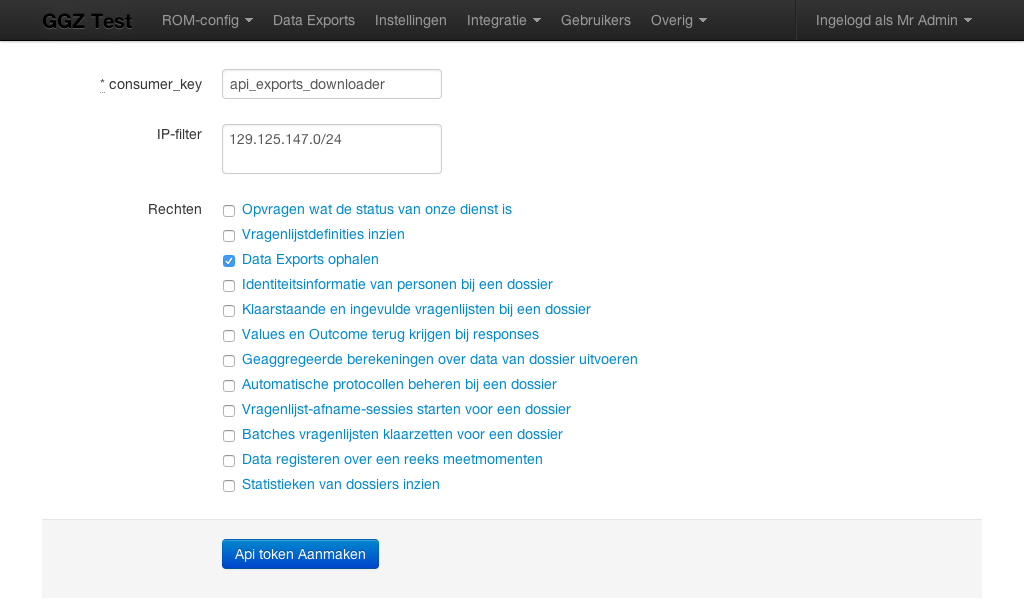 GGZ Test ROM-config Data Exports Instellingen Integratie Gebruikers Overig Ingelogd als Mr Admin
* consumer_key api_exports_downloader
IP-filter 129.125.147.0/24
Rechten Opvragen wat de status van onze dienst is
Vragenlijstdefinities inzien
Data Exports ophalen
Identiteitsinformatie van personen bij een dossier
Klaarstaande en ingevulde vragenlijsten bij een dossier
Values en Outcome terug krijgen bij responses
Geaggregeerde berekeningen over data van dossier uitvoeren
Automatische protocollen beheren bij een dossier
Vragenlijst-afname-sessies starten voor een dossier
Batches vragenlijsten klaarzetten voor een dossier
Data registeren over een reeks meetmomenten
Statistieken van dossiers inzien
Api token Aanmaken